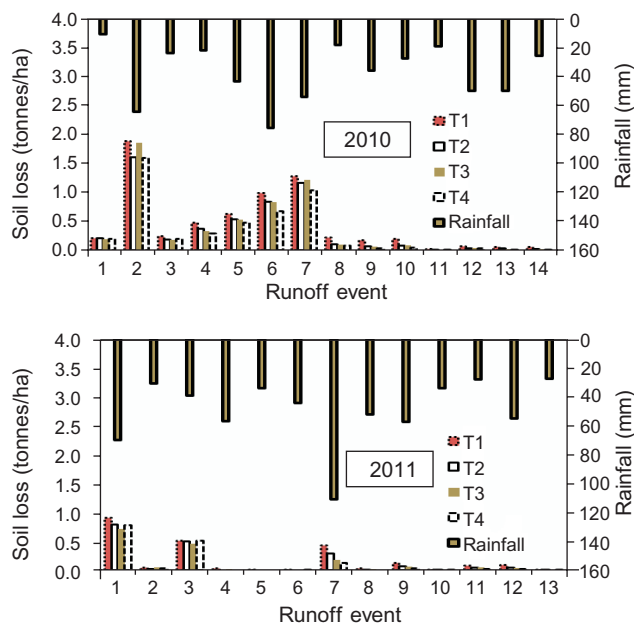 Soil loss (tonnes/ha)
4.0
3.5
3.0
2.5
2.0
1.5
1.0
0.5
0.0
0
20
40
60
80
100
120
140
160
Rainfall (mm)
2010
T1
T2
T3
T4
Rainfall
1 2 3 4 5 6 7 8 9 10 11 12 13 14
Runoff event
Soil loss (tonnes/ha)
4.0
3.5
3.0
2.5
2.0
1.5
1.0
0.5
0.0
0
20
40
60
80
100
120
140
160
Rainfall (mm)
2011
T1
T2
T3
T4
Rainfall
1 2 3 4 5 6 7 8 9 10 11 12 13
Runoff event